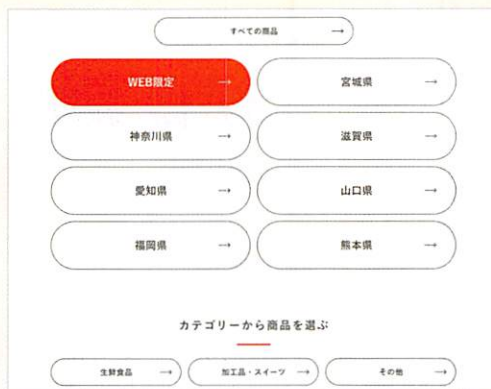 すべての商品 →
WEB限定 → 宮城県 →
神奈川県 → 滋賀県 →
愛知県 → 山口県 →
福岡県 → 熊本県 →
カテゴリーから商品を選ぶ
生鮮食品 → 加工品・スイーツ → その他 →